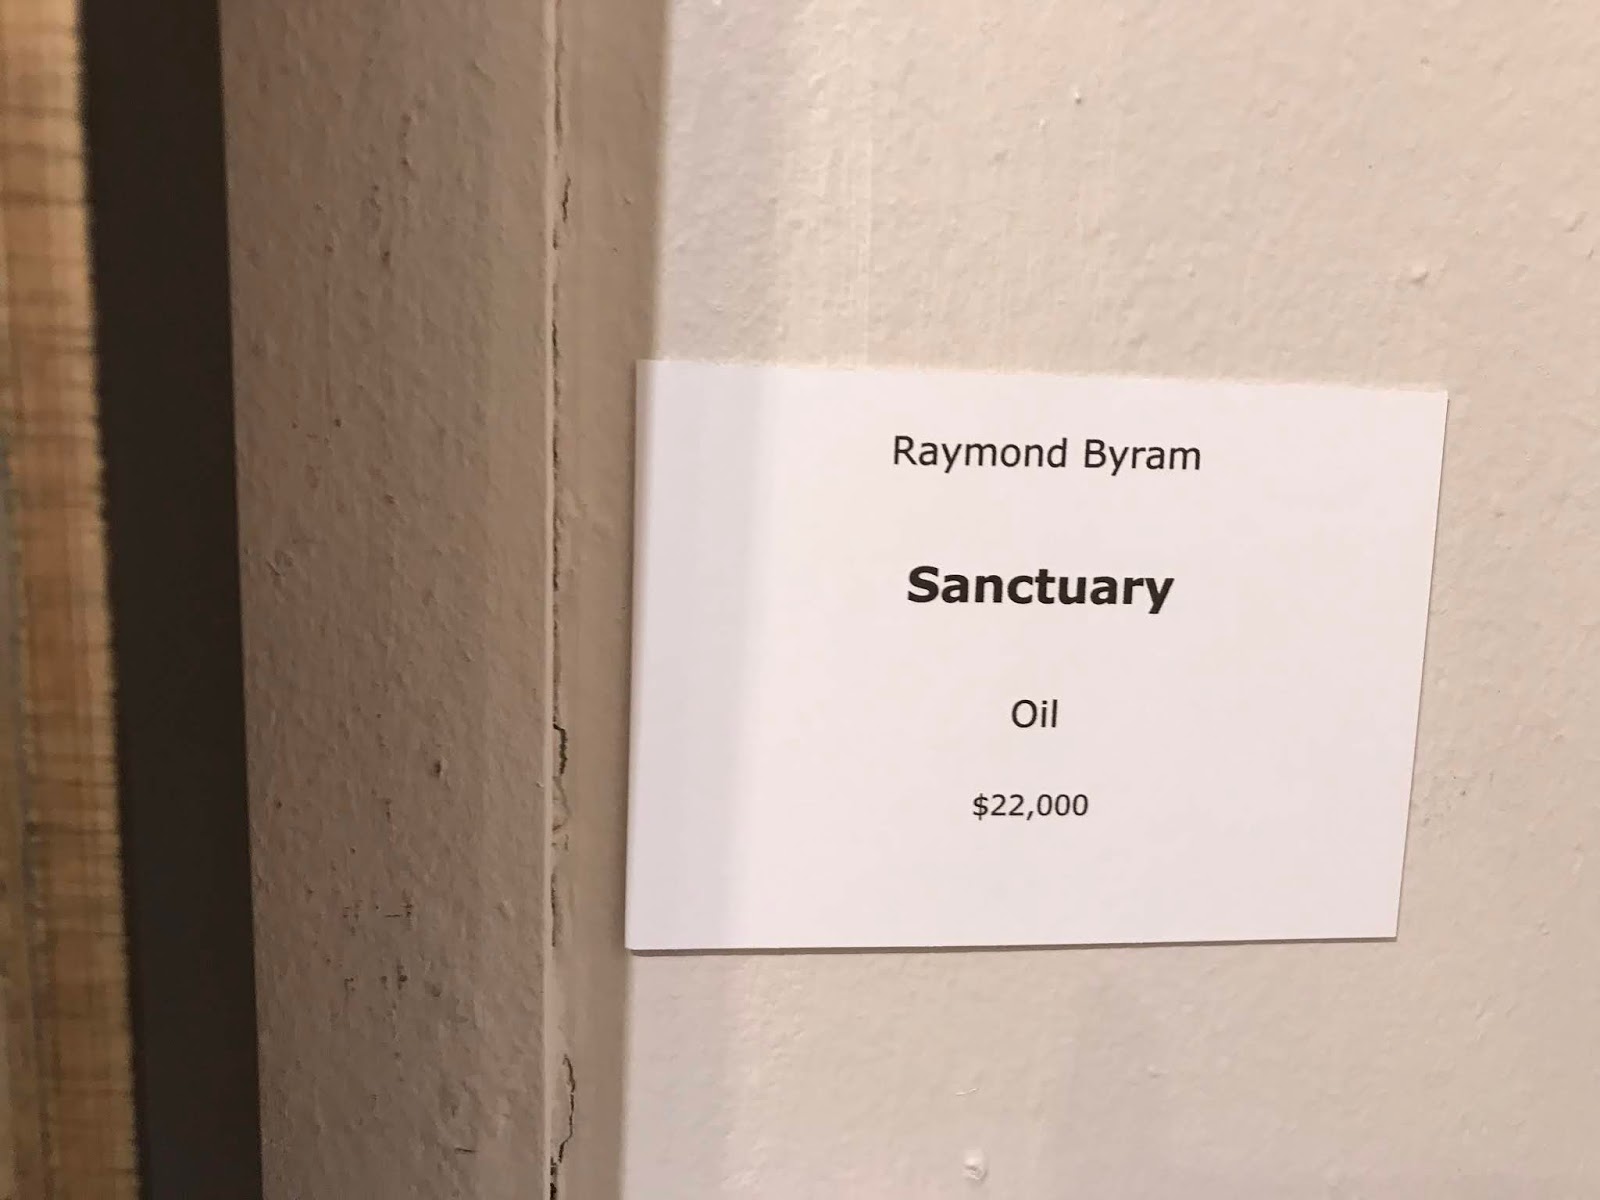 Raymond Byram
Sanctuary
Oil
$22,000